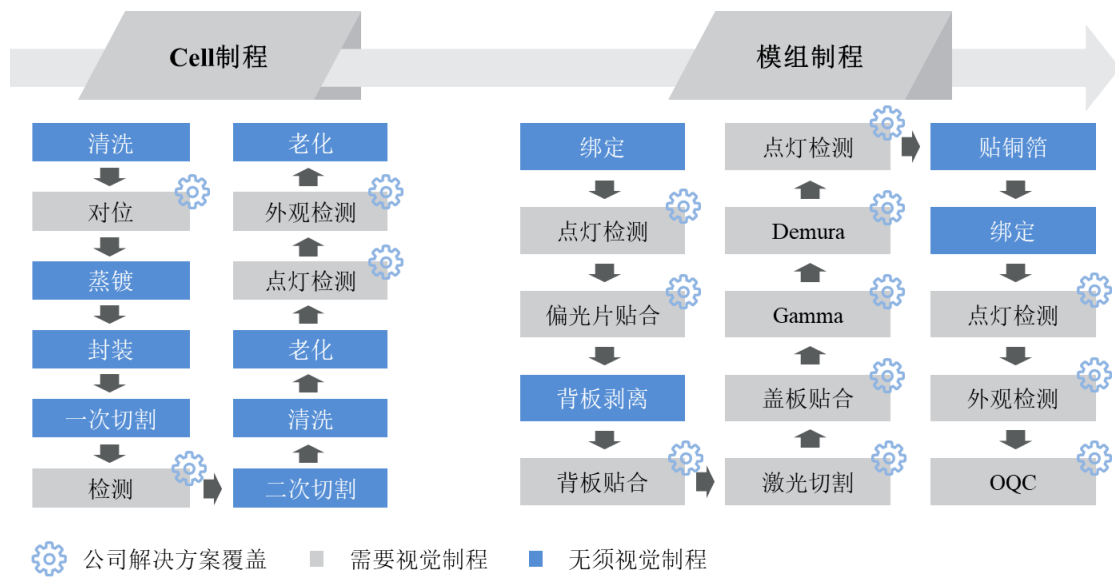 Cell制程
模组制程
清洗
对位
蒸镀
封装
一次切割
检测
二次切割
清洗
老化
点灯检测
外观检测
老化
绑定
点灯检测
偏光片贴合
背板剥离
背板贴合
激光切割
盖板贴合
Gamma
Demura
点灯检测
贴铜箔
绑定
点灯检测
外观检测
OQC
公司解决方案覆盖
需要视觉制程
无须视觉制程